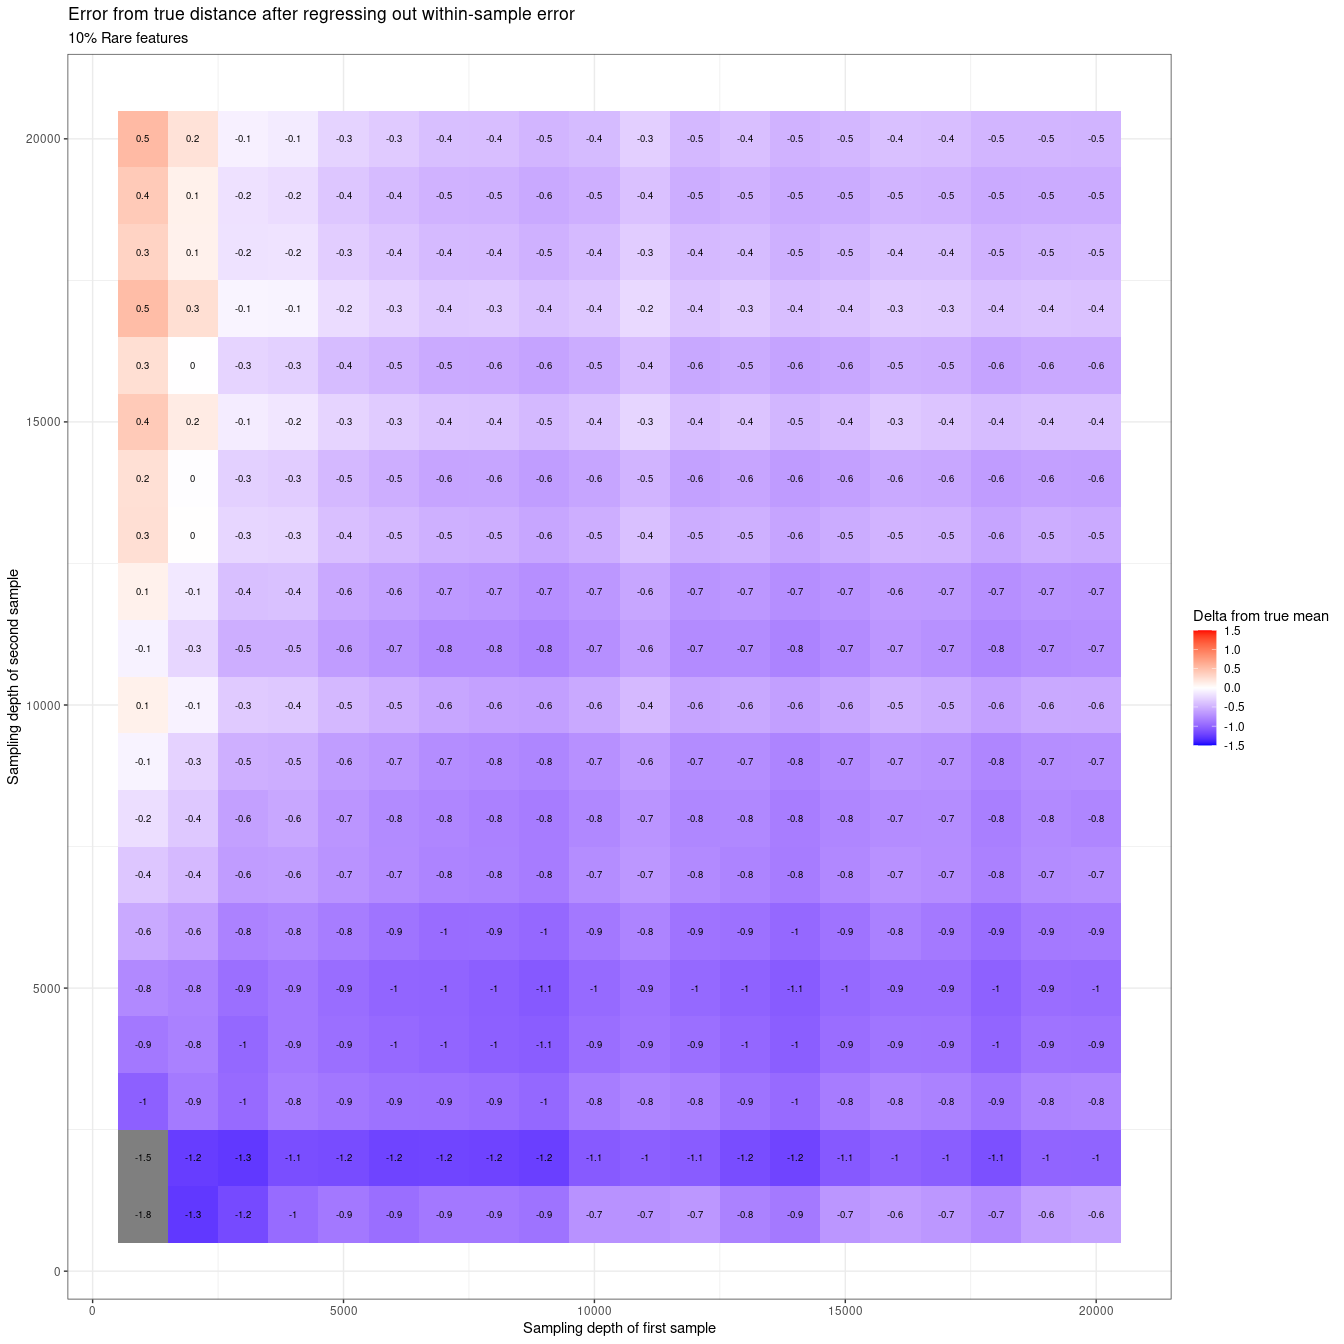 Error from true distance after regressing out within-sample error
10% Rare features
20000
0.5 0.2 -0.1 -0.1 -0.3 -0.3 -0.4 -0.4 -0.5 -0.4 -0.3 -0.5 -0.4 -0.5 -0.5 -0.4 -0.4 -0.5 -0.5 -0.5
0.4 0.1 -0.2 -0.2 -0.4 -0.4 -0.5 -0.5 -0.6 -0.5 -0.4 -0.5 -0.5 -0.5 -0.5 -0.5 -0.5 -0.5 -0.5 -0.5
0.3 0.1 -0.2 -0.2 -0.3 -0.4 -0.4 -0.4 -0.5 -0.4 -0.3 -0.4 -0.4 -0.5 -0.5 -0.4 -0.4 -0.5 -0.5 -0.5
0.5 0.3 -0.1 -0.1 -0.2 -0.3 -0.4 -0.3 -0.4 -0.4 -0.2 -0.4 -0.3 -0.4 -0.4 -0.3 -0.3 -0.4 -0.4 -0.4
0.3 0 -0.3 -0.3 -0.4 -0.5 -0.5 -0.6 -0.6 -0.5 -0.4 -0.6 -0.5 -0.6 -0.6 -0.5 -0.5 -0.6 -0.6 -0.6
15000
0.4 0.2 -0.1 -0.2 -0.3 -0.3 -0.4 -0.4 -0.5 -0.4 -0.3 -0.4 -0.4 -0.5 -0.4 -0.3 -0.4 -0.4 -0.4 -0.4
0.2 0 -0.3 -0.3 -0.5 -0.5 -0.6 -0.6 -0.6 -0.6 -0.5 -0.6 -0.6 -0.6 -0.6 -0.6 -0.6 -0.6 -0.6 -0.6
0.3 0 -0.3 -0.3 -0.4 -0.5 -0.5 -0.5 -0.6 -0.5 -0.4 -0.5 -0.5 -0.6 -0.5 -0.5 -0.5 -0.6 -0.5 -0.5
0.1 -0.1 -0.4 -0.4 -0.6 -0.6 -0.7 -0.7 -0.7 -0.7 -0.6 -0.7 -0.7 -0.7 -0.7 -0.6 -0.7 -0.7 -0.7 -0.7
-0.1 -0.3 -0.5 -0.5 -0.6 -0.7 -0.8 -0.8 -0.8 -0.7 -0.6 -0.7 -0.7 -0.8 -0.7 -0.7 -0.7 -0.8 -0.7 -0.7
10000
0.1 -0.1 -0.3 -0.4 -0.5 -0.5 -0.6 -0.6 -0.6 -0.6 -0.4 -0.6 -0.6 -0.6 -0.6 -0.5 -0.5 -0.6 -0.6 -0.6
-0.1 -0.3 -0.5 -0.5 -0.6 -0.7 -0.7 -0.8 -0.8 -0.7 -0.6 -0.7 -0.7 -0.8 -0.7 -0.7 -0.7 -0.8 -0.7 -0.7
-0.2 -0.4 -0.6 -0.6 -0.7 -0.8 -0.8 -0.8 -0.8 -0.8 -0.7 -0.8 -0.8 -0.8 -0.8 -0.7 -0.7 -0.8 -0.8 -0.8
-0.4 -0.4 -0.6 -0.6 -0.7 -0.7 -0.8 -0.8 -0.8 -0.7 -0.7 -0.8 -0.8 -0.8 -0.8 -0.7 -0.7 -0.8 -0.7 -0.7
-0.6 -0.6 -0.8 -0.8 -0.8 -0.9 -1 -0.9 -1 -0.9 -0.8 -0.9 -0.9 -1 -0.9 -0.8 -0.9 -0.9 -0.9 -0.9
5000
-0.8 -0.8 -0.9 -0.9 -0.9 -1 -1 -1 -1.1 -1 -0.9 -1 -1 -1.1 -1 -0.9 -0.9 -1 -0.9 -1
-0.9 -0.8 -1 -0.9 -0.9 -1 -1 -1 -1.1 -0.9 -0.9 -0.9 -1 -1 -0.9 -0.9 -0.9 -1 -0.9 -0.9
-1 -0.9 -1 -0.8 -0.9 -0.9 -0.9 -0.9 -1 -0.8 -0.8 -0.8 -0.9 -1 -0.8 -0.8 -0.8 -0.9 -0.8 -0.8
-1.5 -1.2 -1.3 -1.1 -1.2 -1.2 -1.2 -1.2 -1.2 -1.1 -1 -1.1 -1.2 -1.2 -1.1 -1 -1 -1.1 -1 -1
-1.8 -1.3 -1.2 -1 -0.9 -0.9 -0.9 -0.9 -0.9 -0.7 -0.7 -0.7 -0.8 -0.9 -0.7 -0.6 -0.7 -0.7 -0.6 -0.6
0
0 5000 10000 15000 20000
Sampling depth of first sample
Sampling depth of second sample
Delta from true mean
1.5
1.0
0.5
0.0
-0.5
-1.0
-1.5